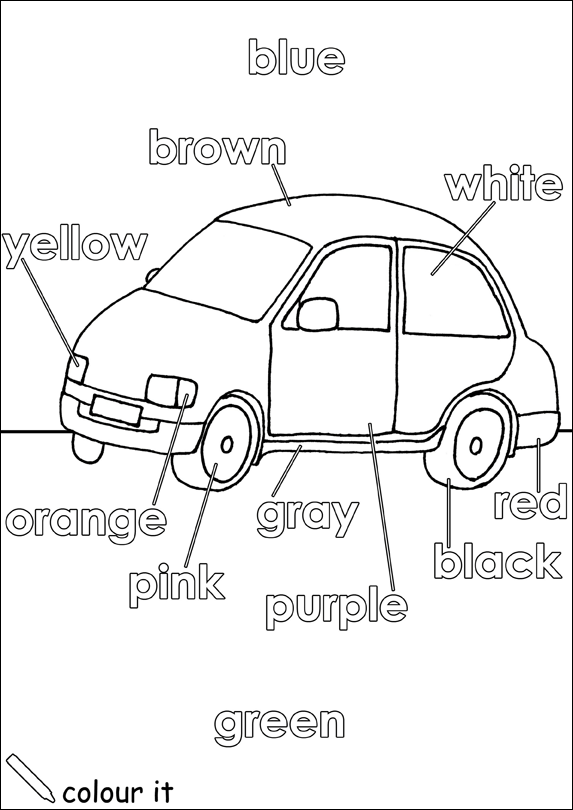 blue
brown
white
yellow
orange
gray
red
pink
black
purple
green
colour it